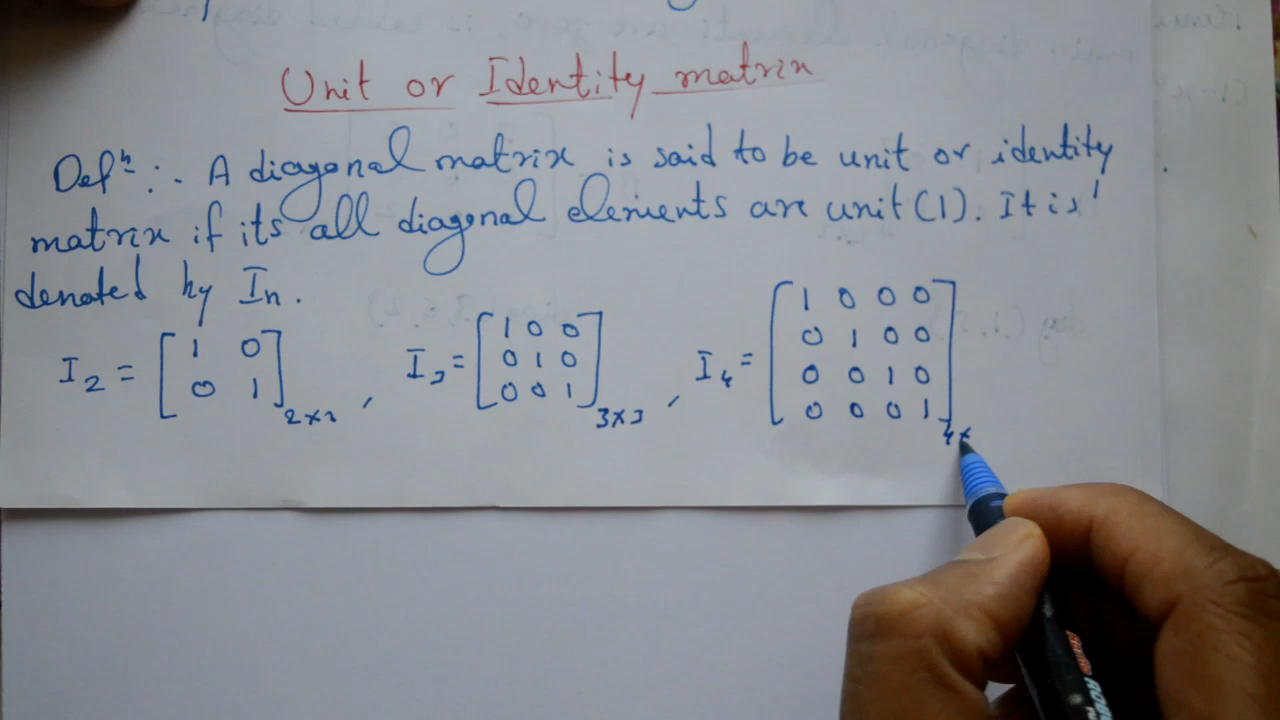 Unit or Identity matrix
Defⁿ :- A diagonal matrix is said to be unit or identity
matrix if its all diagonal elements are unit (1). It is
denoted by In.
I₂ = [1 0 0 1]2×2 , I₃ = [1 0 0 0 1 0 0 0 1]3×3 , I₄ = [1 0 0 0 0 1 0 0 0 0 1 0 0 0 0 1]4×